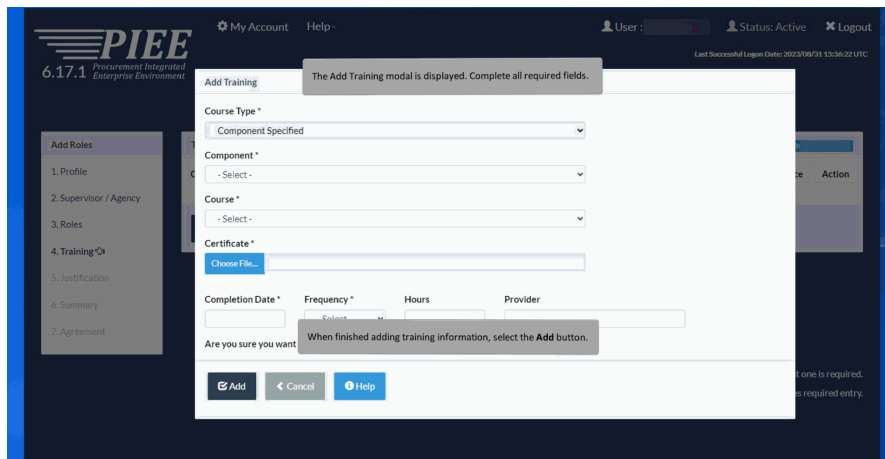 My Account Help
User :
Status: Active
Logout
PIEE
Procurement Integrated
Enterprise Environment
6.17.1
Last Successful Logon Date: 2023/08/31 15:36:22 UTC
Add Training
The Add Training modal is displayed. Complete all required fields.
Course Type *
Component Specified
Add Roles
Component *
1. Profile
- Select -
Action
2. Supervisor / Agency
Course *
3. Roles
- Select -
4. Training
Certificate *
Choose File...
5. Justification
6. Summary
Completion Date * Frequency * Hours Provider
7. Agreement
When finished adding training information, select the Add button.
Are you sure you want
Add
Cancel
Help
one is required.
required entry.